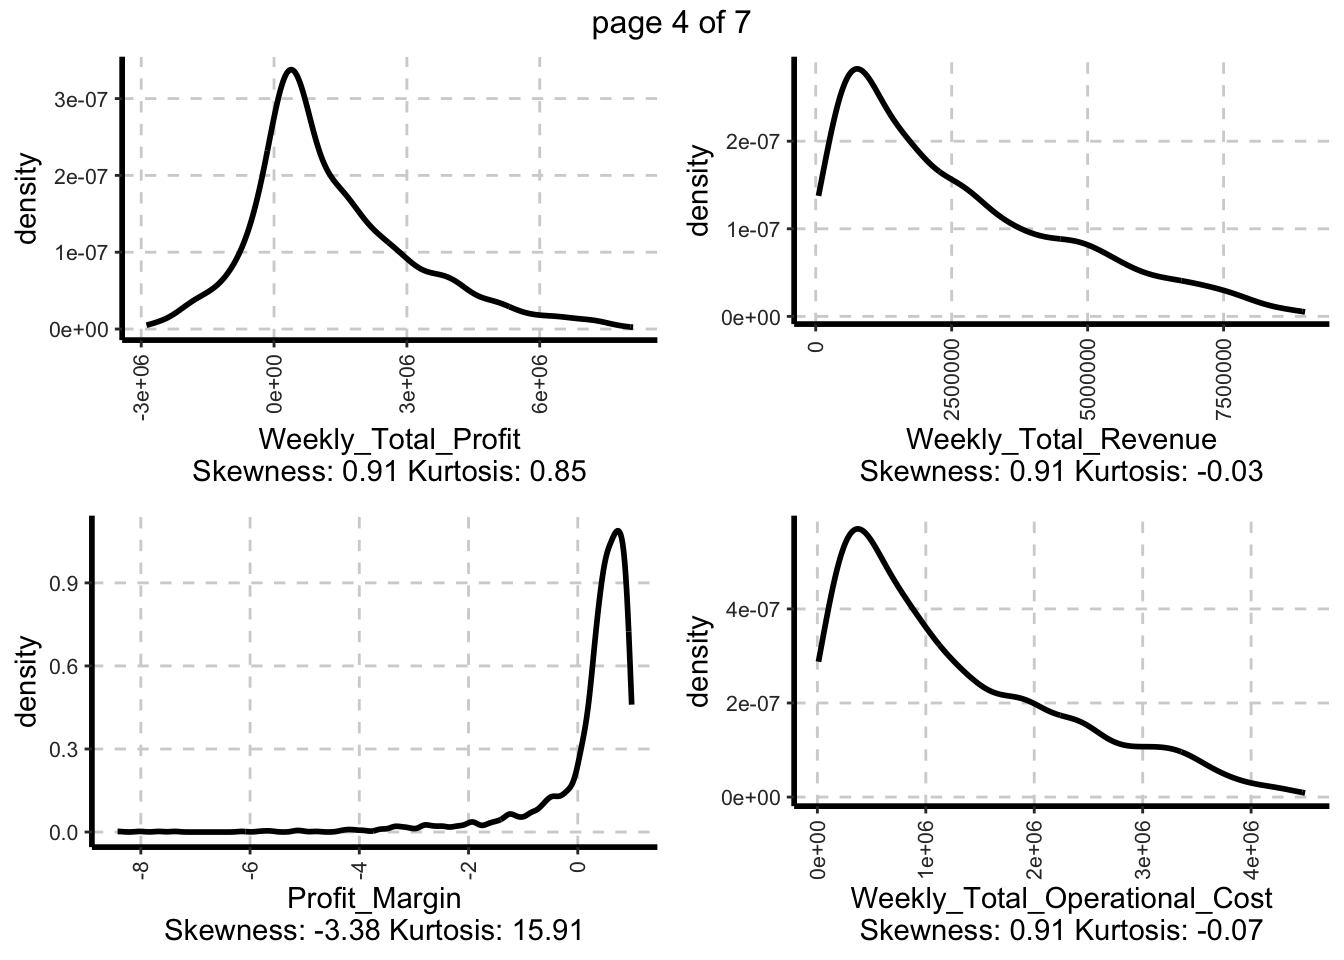 page 4 of 7
density
3e-07
2e-07
1e-07
0e+00
-3e+06
0e+00
3e+06
6e+06
Weekly_Total_Profit
Skewness: 0.91 Kurtosis: 0.85
density
2e-07
1e-07
0e+00
0
2500000
5000000
7500000
Weekly_Total_Revenue
Skewness: 0.91 Kurtosis: -0.03
density
0.9
0.6
0.3
0.0
-8
-6
-4
-2
0
Profit_Margin
Skewness: -3.38 Kurtosis: 15.91
density
4e-07
2e-07
0e+00
0e+00
1e+06
2e+06
3e+06
4e+06
Weekly_Total_Operational_Cost
Skewness: 0.91 Kurtosis: -0.07